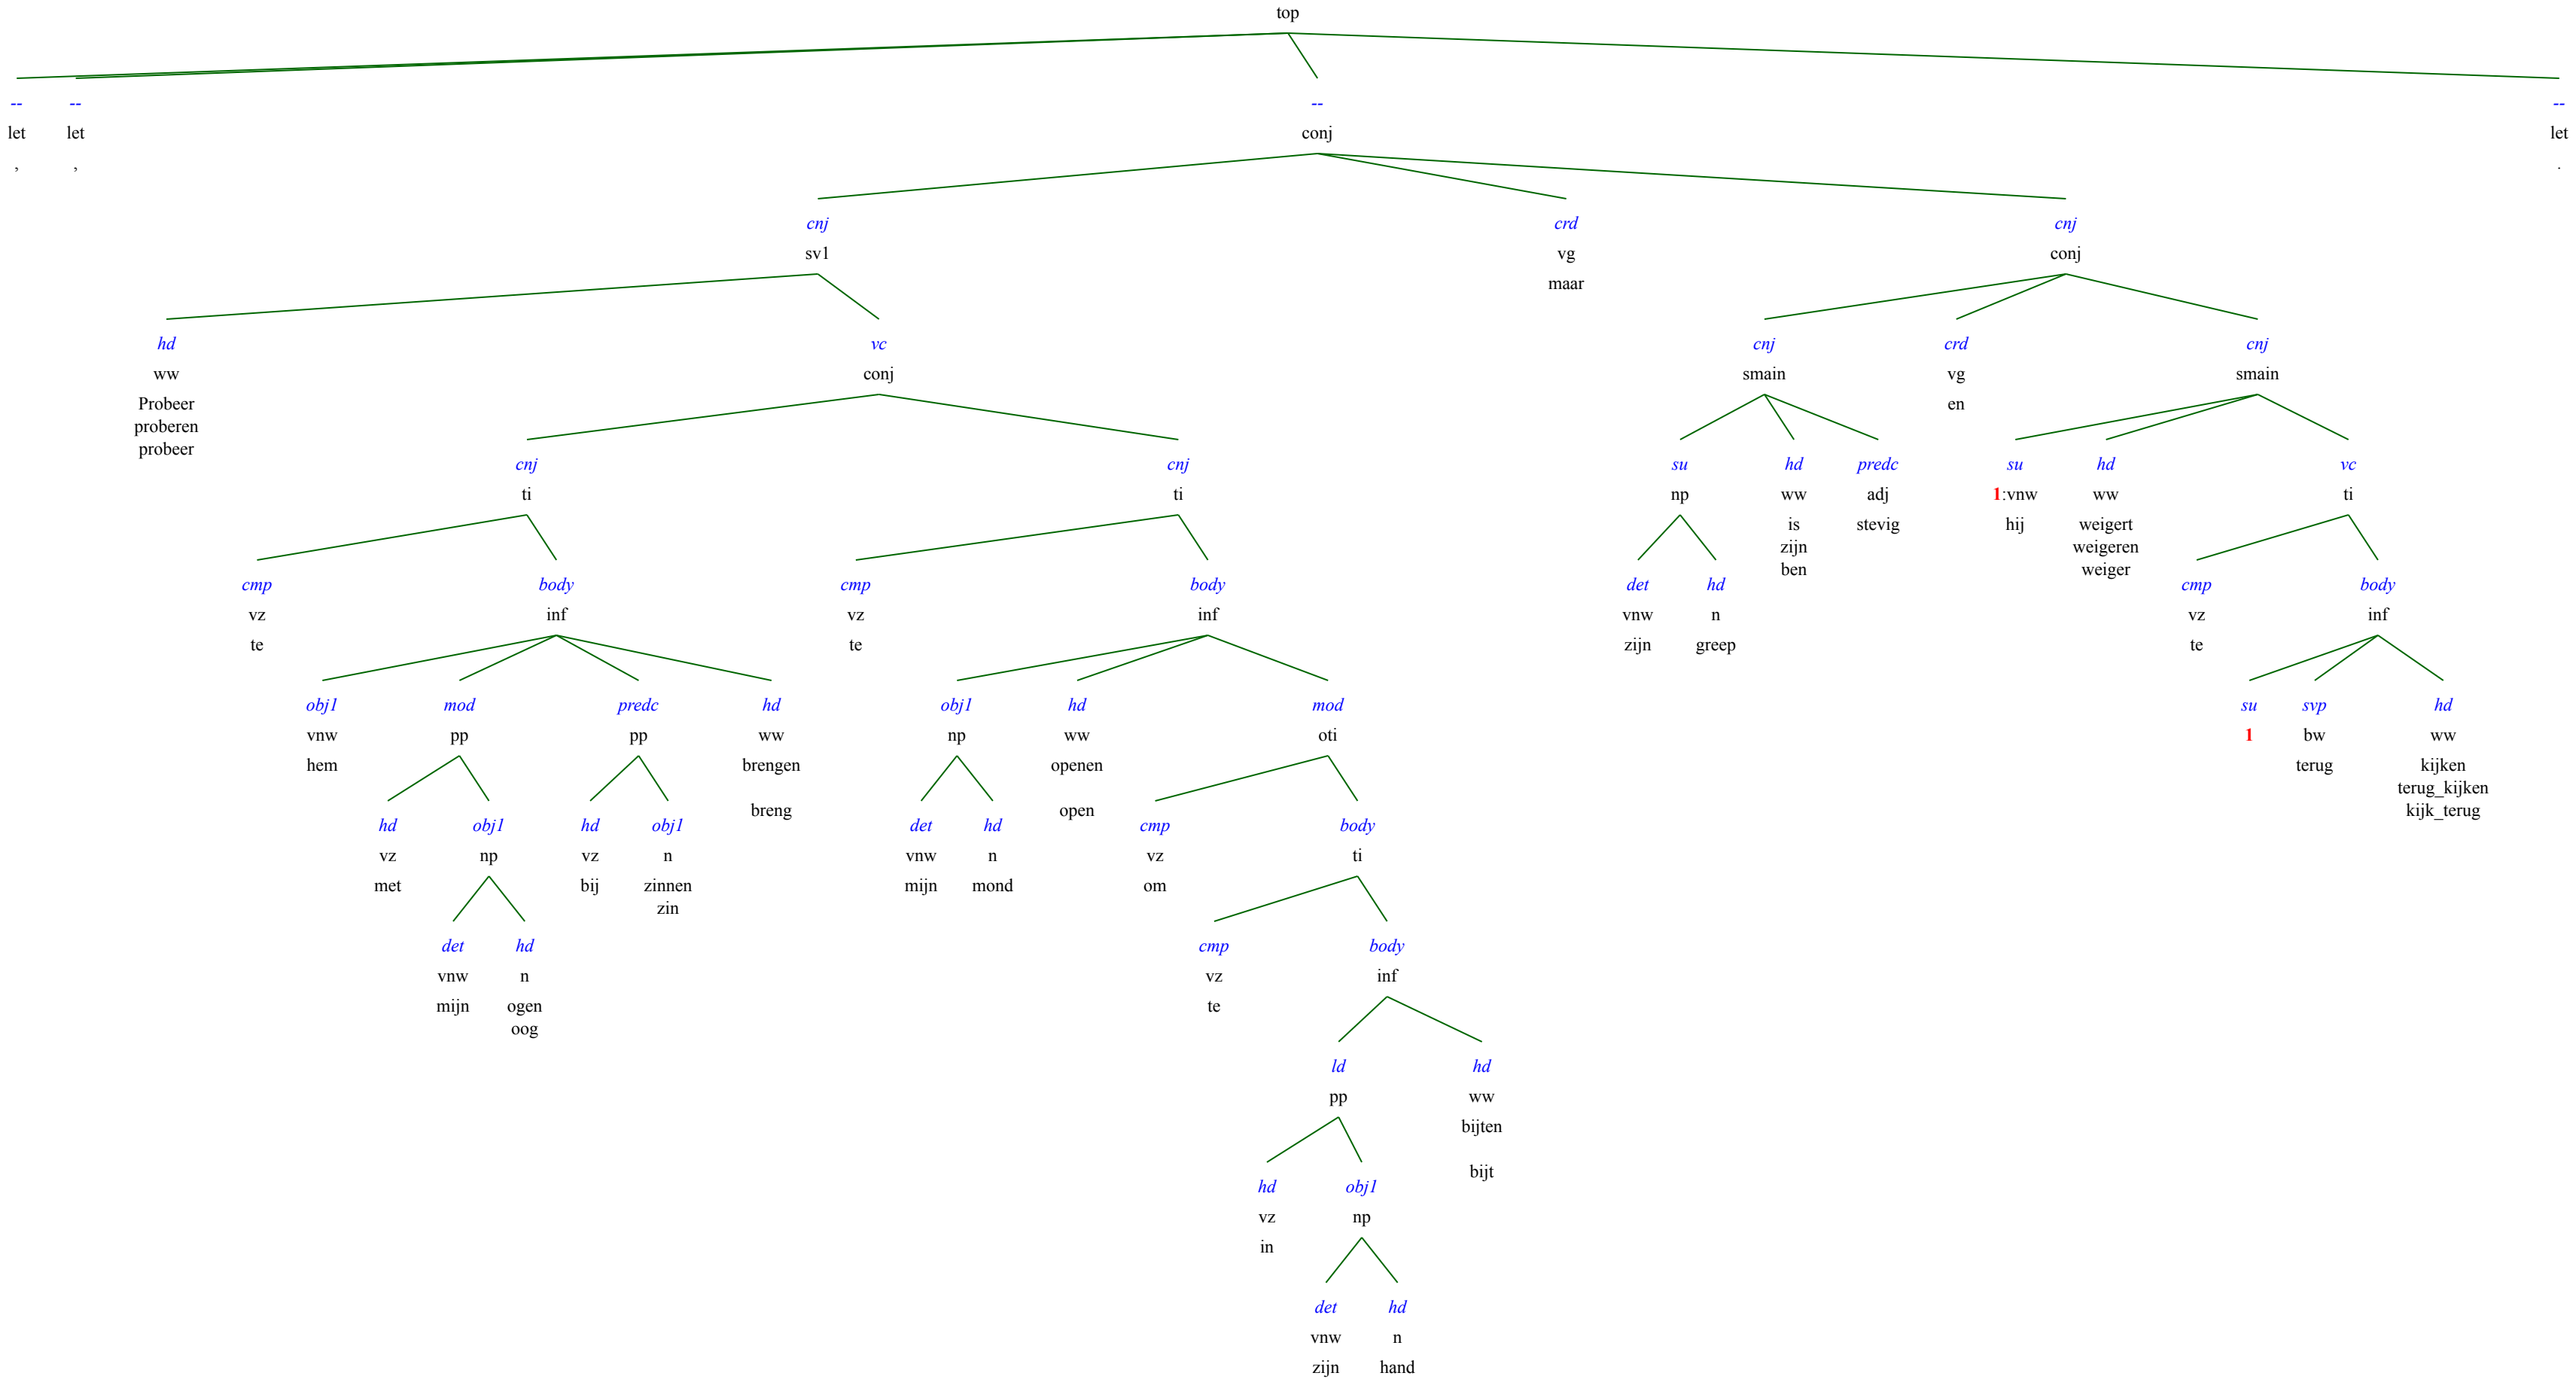 top
-- -- -- --
let let conj let
, , .
cnj crd cnj
sv1 vg conj
maar
hd vc cnj crd cnj
ww conj smain vg smain
Probeer en
proberen
probeer
cnj cnj su hd predc su hd vc
ti ti np ww adj 1:vnw ww ti
is stevig hij weigert
zijn weigeren
ben weiger
cmp body cmp body det hd cmp body
vz inf vz inf vnw n vz inf
te te zijn greep te
obj1 mod predc hd obj1 hd mod su svp hd
vnw pp pp ww np ww oti 1 bw ww
hem brengen openen terug kijken
terug_kijken
breng open kijk_terug
hd obj1 hd obj1 det hd cmp body
vz np vz n vnw n vz ti
met bij zinnen mijn mond om
zin
det hd cmp body
vnw n vz inf
mijn ogen te
oog
ld hd
pp ww
bijten
bijt
hd obj1
vz np
in
det hd
vnw n
zijn hand